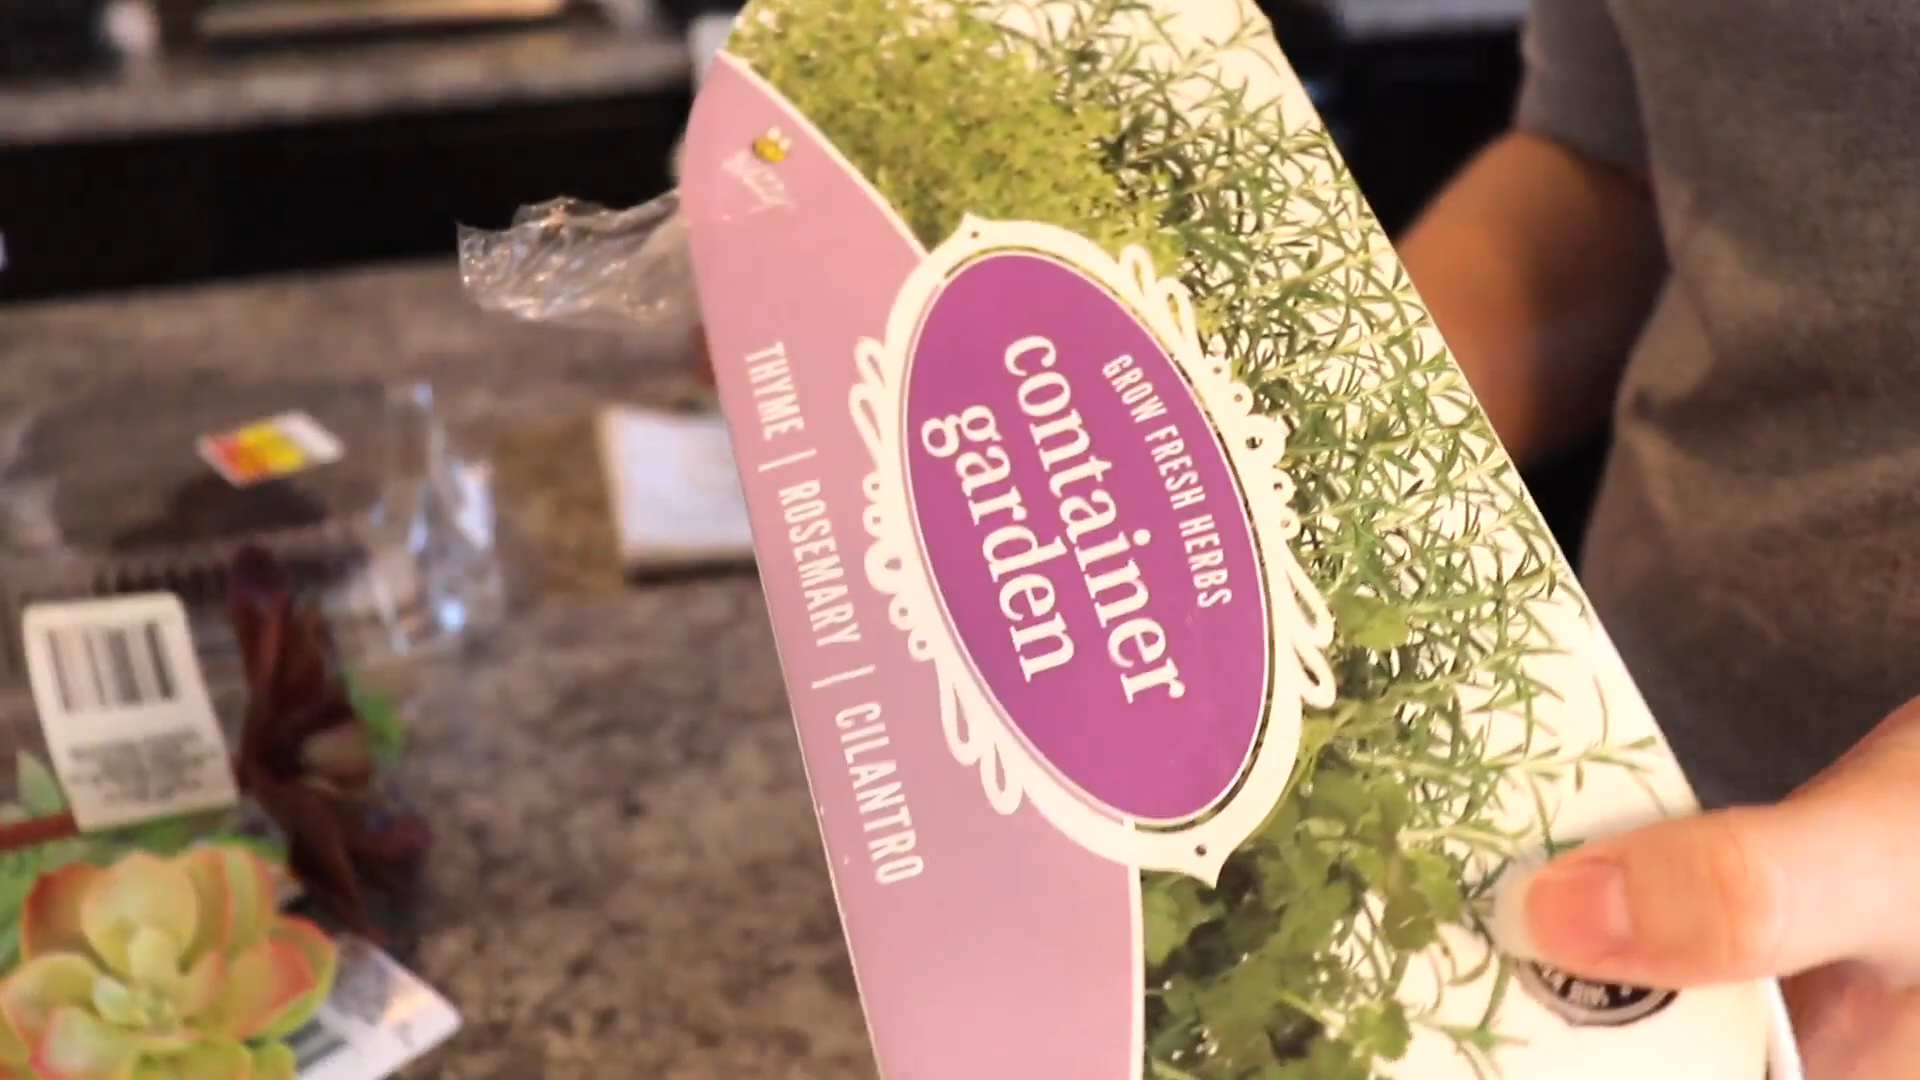 GROW FRESH HERBS
container
garden
THYME | ROSEMARY | CILANTRO